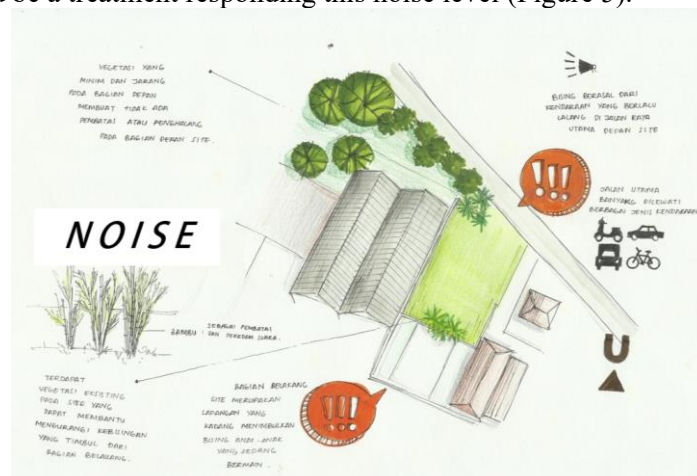 t be a treatment responding this noise level (Figure 5).
VEGETASI YANG
MINIM DAN JARANG
PADA BAGIAN DEPAN
MEMBUAT TIDAK ADA
PEMBATAS ATAU PENGHALANG
PADA BAGIAN DEPAN SITE.
BISING BERASAL DARI
KENDARAAN YANG BERLALU
LALANG DI JALAN RAYA
UTAMA DEPAN SITE
!!!
JALAN UTAMA
BANYAK DILEWATI
BERBAGAI JENIS KENDARAAN
NOISE
SEBAGAI PEMBATAS
BAMBU : DAN PEREDAM SUARA.
U
TERDAPAT
VEGETASI EXISTING
PADA SITE YANG
DAPAT MEMBANTU
MENGURANGI KEBISINGAN
YANG TIMBUL DARI
BAGIAN BELAKANG.
BAGIAN BELAKANG
SITE MERUPAKAN
LAPANGAN YANG
KADANG MENIMBULKAN
BISING ANAK-ANAK
YANG SEDANG
BERMAIN.
!!!